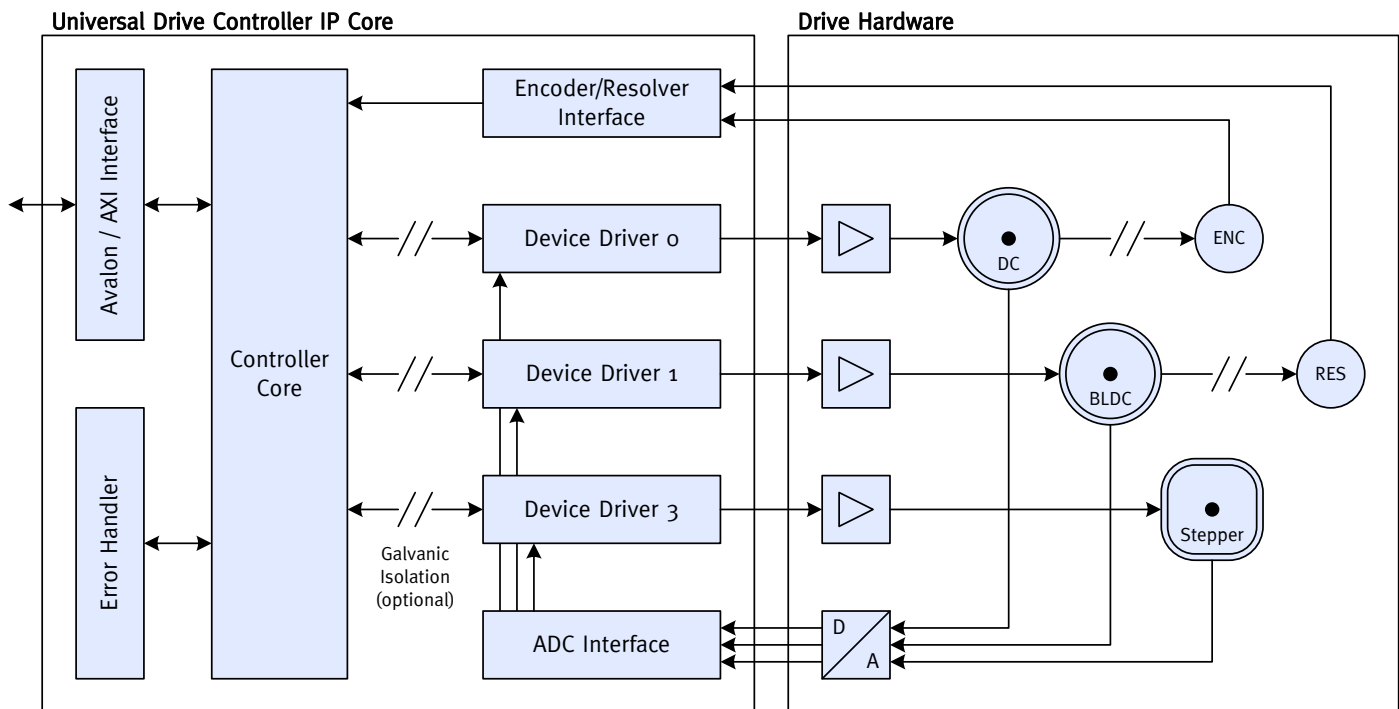 Universal Drive Controller IP Core
Drive Hardware
Avalon / AXI Interface
Controller
Core
Error Handler
Encoder/Resolver
Interface
Device Driver 0
Device Driver 1
Device Driver 3
Galvanic
Isolation
(optional)
ADC Interface
DC
ENC
BLDC
RES
Stepper
D
A